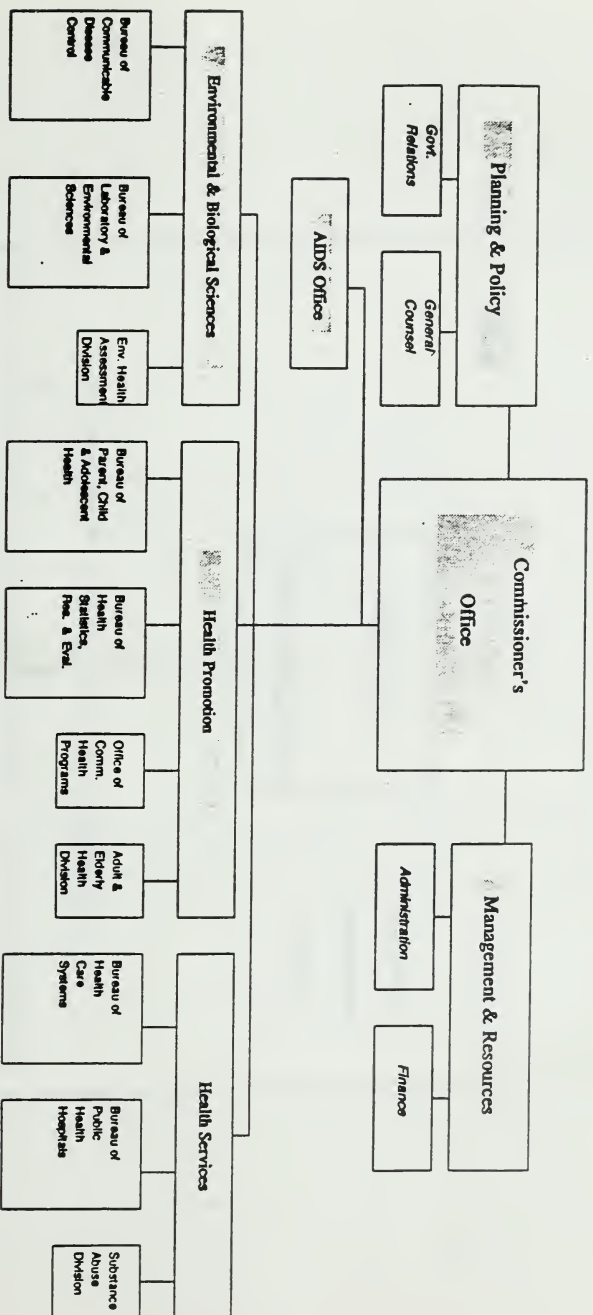 Commissioner's
Office
Planning & Policy
Govt.
Relations
General
Counsel
Management & Resources
Administration
Finance
AIDS Office
Environmental & Biological Sciences
Bureau of
Communicable
Disease
Control
Bureau of
Laboratory &
Environmental
Sciences
Env. Health
Assessment
Division
Health Promotion
Bureau of
Parent, Child
& Adolescent
Health
Bureau of
Health
Statistics,
Res. & Eval.
Office of
Comm.
Health
Programs
Adult &
Elderly
Health
Division
Health Services
Bureau of
Health
Care
Systems
Bureau of
Public
Health
Hospitals
Substance
Abuse
Division